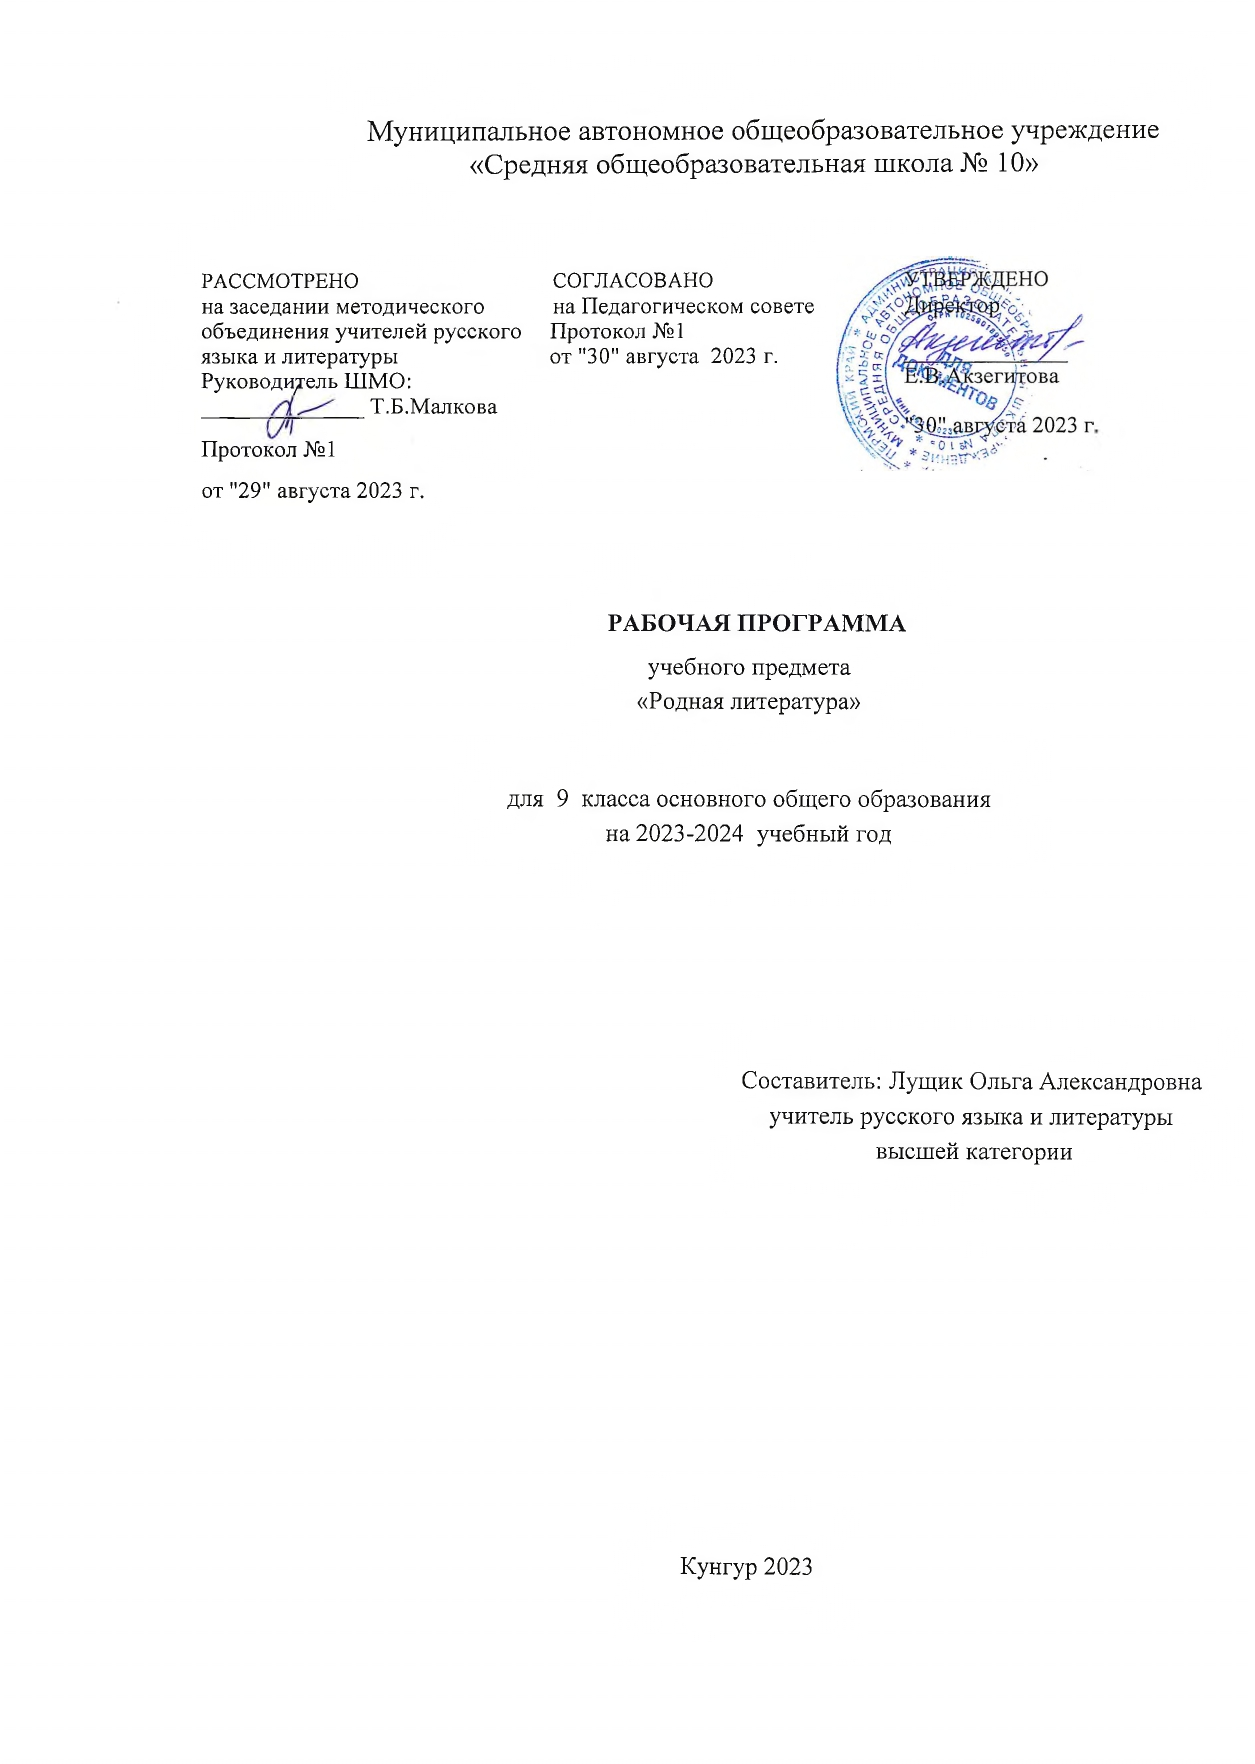 Муниципальное автономное общеобразовательное учреждение
«Средняя общеобразовательная школа № 10»
РАССМОТРЕНО
на заседании методического
объединения учителей русского
языка и литературы
Руководитель ШМО:
Т.Б.Малкова
Протокол №1
от "29" августа 2023 г.
СОГЛАСОВАНО
на Педагогическом совете
Протокол №1
от "30" августа  2023 г.
УТВЕРЖДЕНО
Директор
Е.В.Акзегитова
"30" августа 2023 г.
ДЛЯ
ДОКУМЕНТОВ
РАБОЧАЯ ПРОГРАММА
учебного предмета
«Родная литература»
для  9  класса основного общего образования
на 2023-2024  учебный год
Составитель: Лущик Ольга Александровна
учитель русского языка и литературы
высшей категории
Кунгур 2023